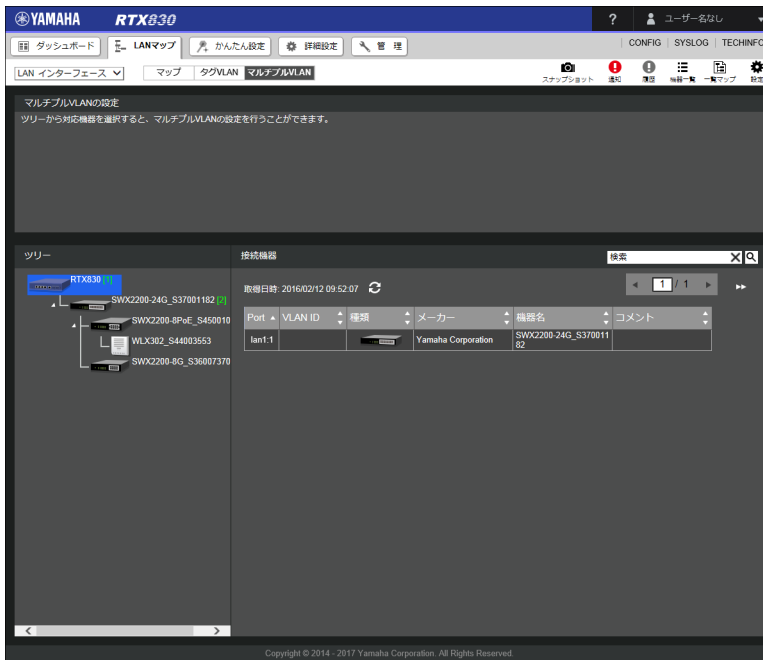 YAMAHA RTX830 ? ユーザーなし
ダッシュボード LANマップ かんたん設定 詳細設定 管 理 CONFIG SYSLOG TECHINFO
LAN インターフェース マップ タグVLAN マルチプルVLAN スナップショット 通知 履歴 機器一覧 一覧マップ 設定
マルチプルVLANの設定
ツリーから対応機器を選択すると、マルチプルVLANの設定を行うことができます。
ツリー
RTX830 [1]
SWX2200-24G_S37001182 [2]
SWX2200-8PoE_S450010
WLX302_S44003553
SWX2200-8G_S36007370
接続機器 検索
取得日時: 2016/02/12 09:52:07 1 / 1
Port VLAN ID 種類 メーカー 機器名 コメント
lan1:1 Yamaha Corporation SWX2200-24G_S370011
82
Copyright © 2014 - 2017 Yamaha Corporation. All Rights Reserved.